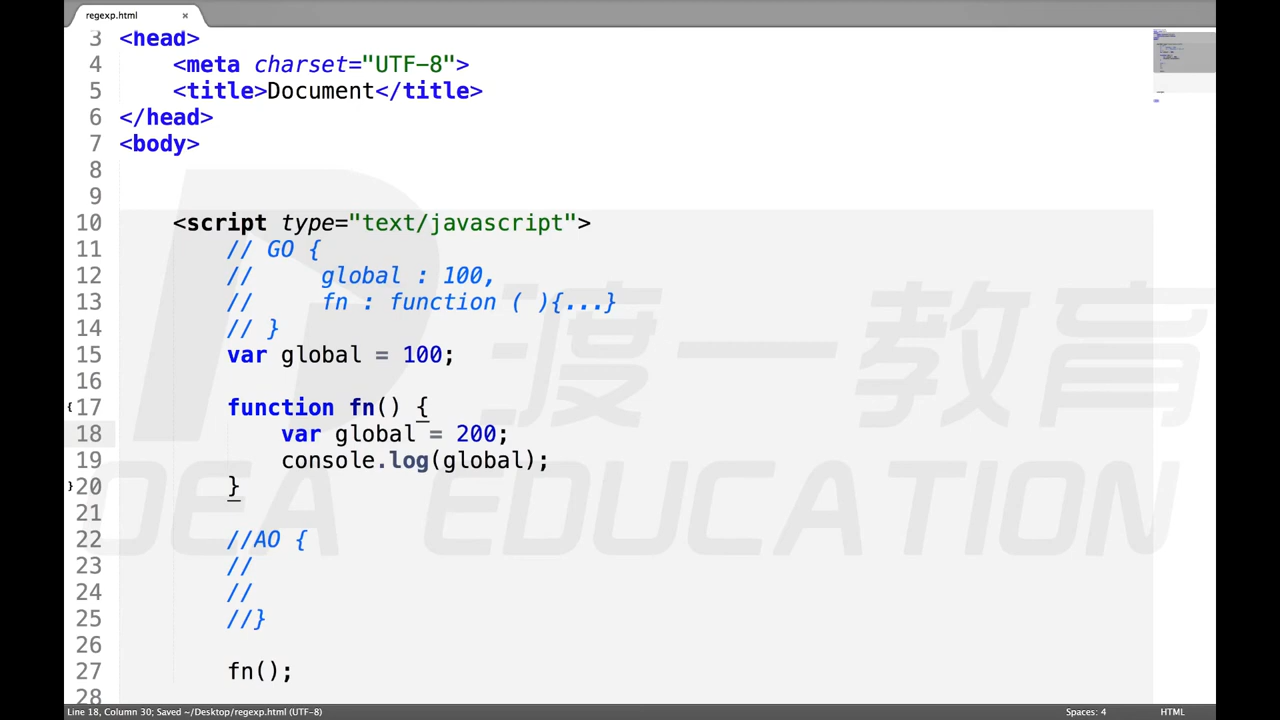 regexp.html ×
3 <head>
4 <meta charset="UTF-8">
5 <title>Document</title>
6 </head>
7 <body>
8
9
10 <script type="text/javascript">
11 // GO {
12 // global : 100,
13 // fn : function ( ){...}
14 // }
15 var global = 100;
16
{17 function fn() {
18 var global = 200;
19 console.log(global);
}20 }
21
22 //AO {
23 //
24 //
25 //}
26
27 fn();
28
渡一教育
DEA EDUCATION
Line 18, Column 30; Saved ~/Desktop/regexp.html (UTF-8) Spaces: 4 HTML